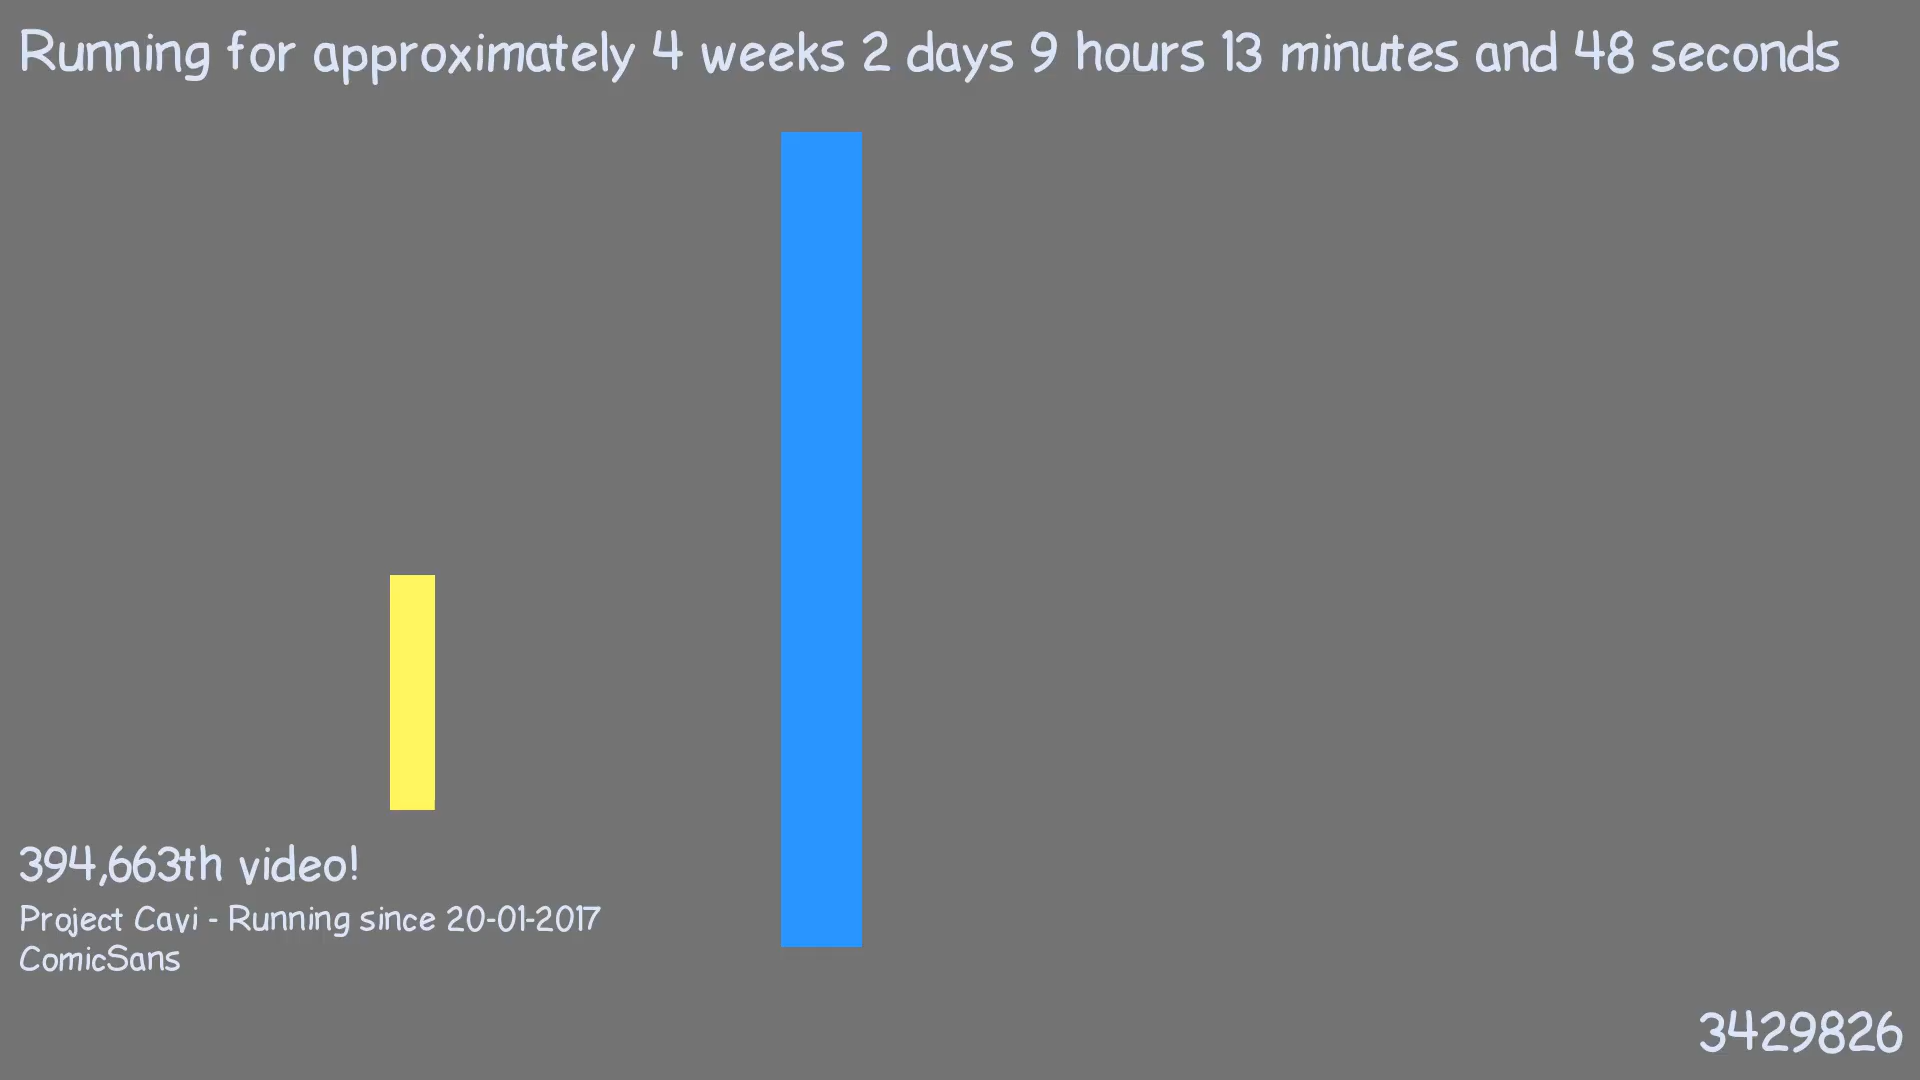 Running for approximately 4 weeks 2 days 9 hours 13 minutes and 48 seconds
394,663th video!
Project Cavi - Running since 20-01-2017
ComicSans
3429826